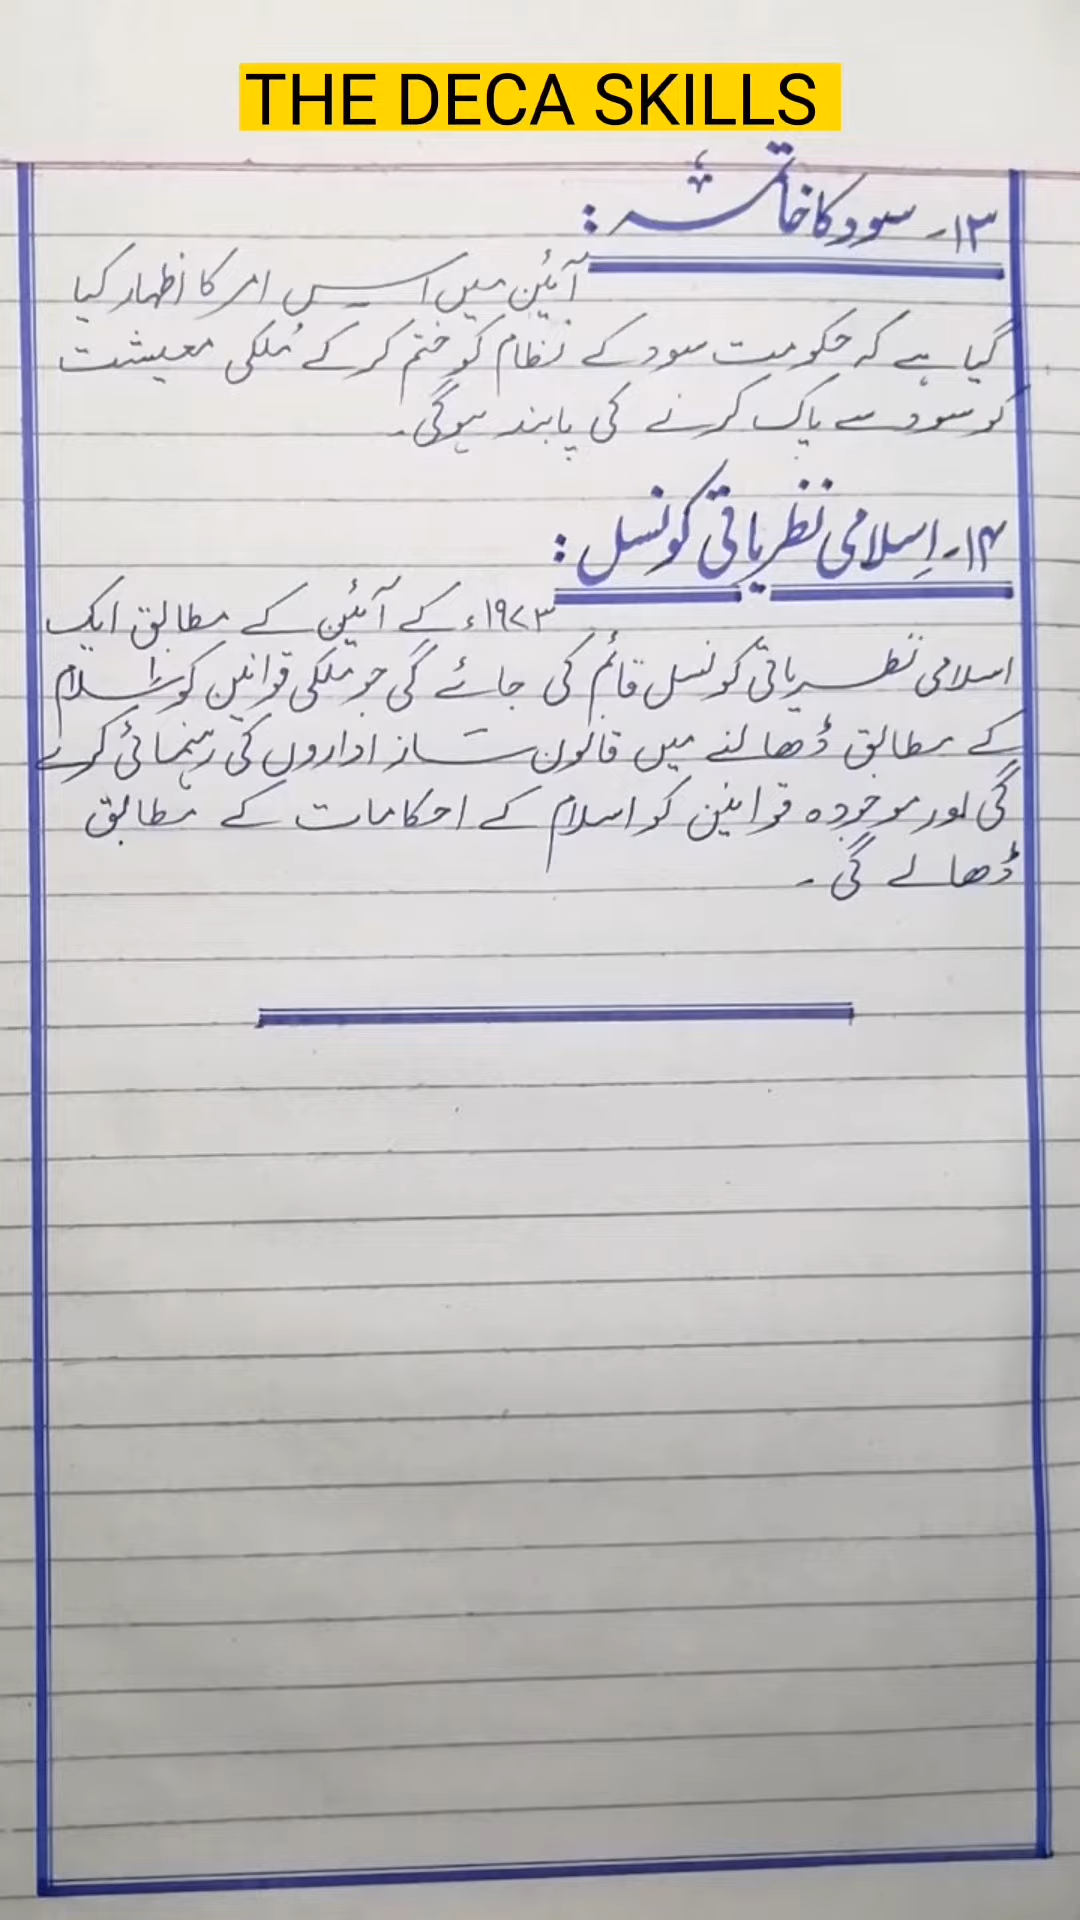 THE DECA SKILLS
۱۳۔ سود کا خاتمہ:
آئین میں اس امر کا اظہار کیا
گیا ہے کہ حکومت سود کے نظام کو ختم کر کے مُلکی معیشت
کو سود سے پاک کرنے کی پابند ہوگی۔
۱۴۔ اِسلامی نظریاتی کونسل:
۱۹۷۳ء کے آئین کے مطابق ایک
اسلامی نظریاتی کونسل قائم کی جائے گی جو ملکی قوانین کو اسلام
کے مطابق ڈھالنے میں قانون ساز اداروں کی رہنمائی کرے
گی اور موجودہ قوانین کو اسلام کے احکامات کے مطابق
ڈھالے گی۔